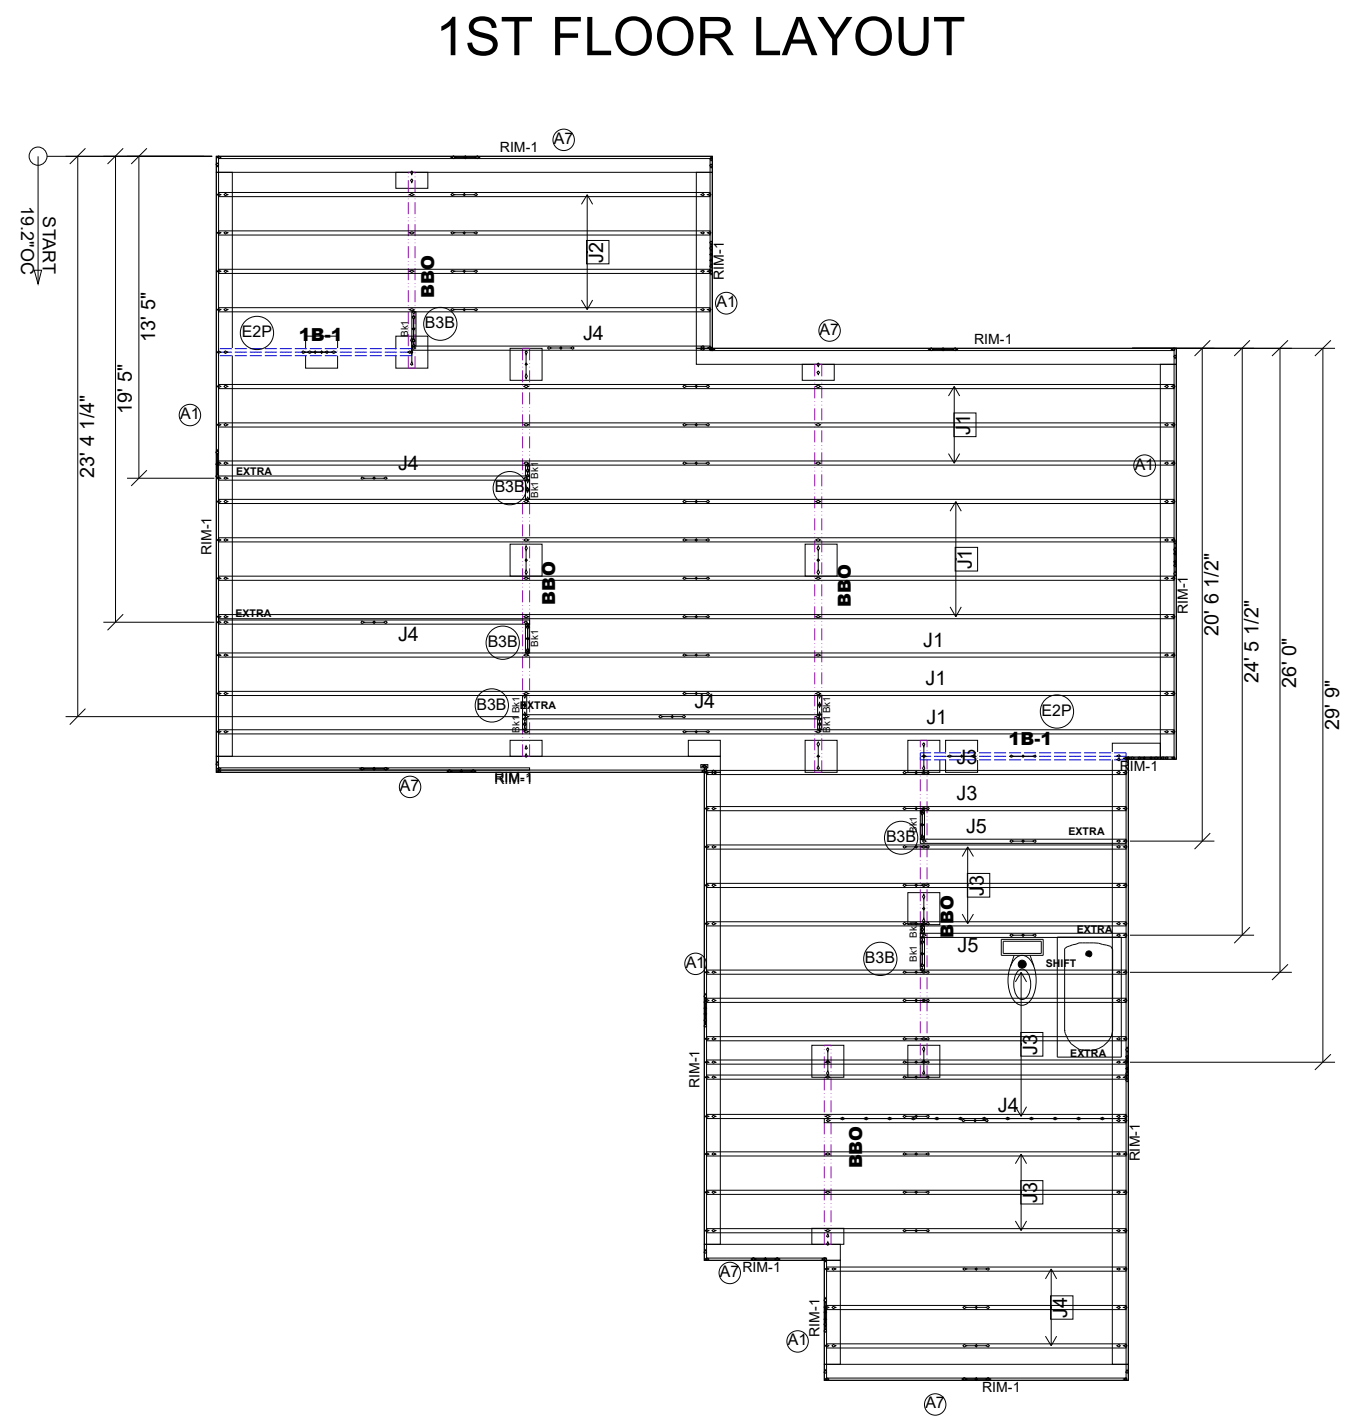 1ST FLOOR LAYOUT
RIM-1
A7
START
19.2"OC
J2
RIM-1
BBO
A1
13' 5"
E2P
1B-1
Bk1
B3B
J4
A7
RIM-1
19' 5"
23' 4 1/4"
A1
J1
J4
EXTRA
B3B
Bk1
Bk1
A1
RIM-1
J1
BBO
BBO
RIM-1
20' 6 1/2"
EXTRA
J4
B3B
Bk1
J1
24' 5 1/2"
26' 0"
29' 9"
J1
B3B
Bk1
Bk1
EXTRA
J4
Bk1
Bk1
J1
E2P
1B-1
J3
RIM-1
RIM-1
A7
J3
B3B
Bk1
J5
EXTRA
J3
BBO
Bk1
Bk1
J5
EXTRA
A1
B3B
SHIFT
J3
EXTRA
RIM-1
J4
BBO
RIM-1
J3
A7
RIM-1
RIM-1
J4
A1
RIM-1
A7